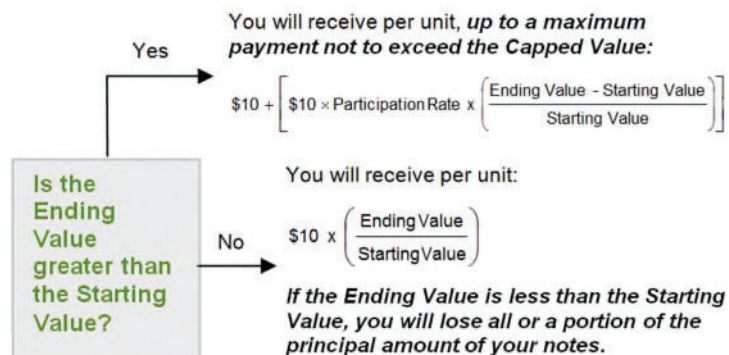 You will receive per unit, up to a maximum
payment not to exceed the Capped Value:
Yes
$10 + [ $10 × Participation Rate x ( Ending Value - Starting Value / Starting Value ) ]
Is the
Ending
Value
greater than
the Starting
Value?
You will receive per unit:
No
$10 x ( Ending Value / Starting Value )
If the Ending Value is less than the Starting
Value, you will lose all or a portion of the
principal amount of your notes.